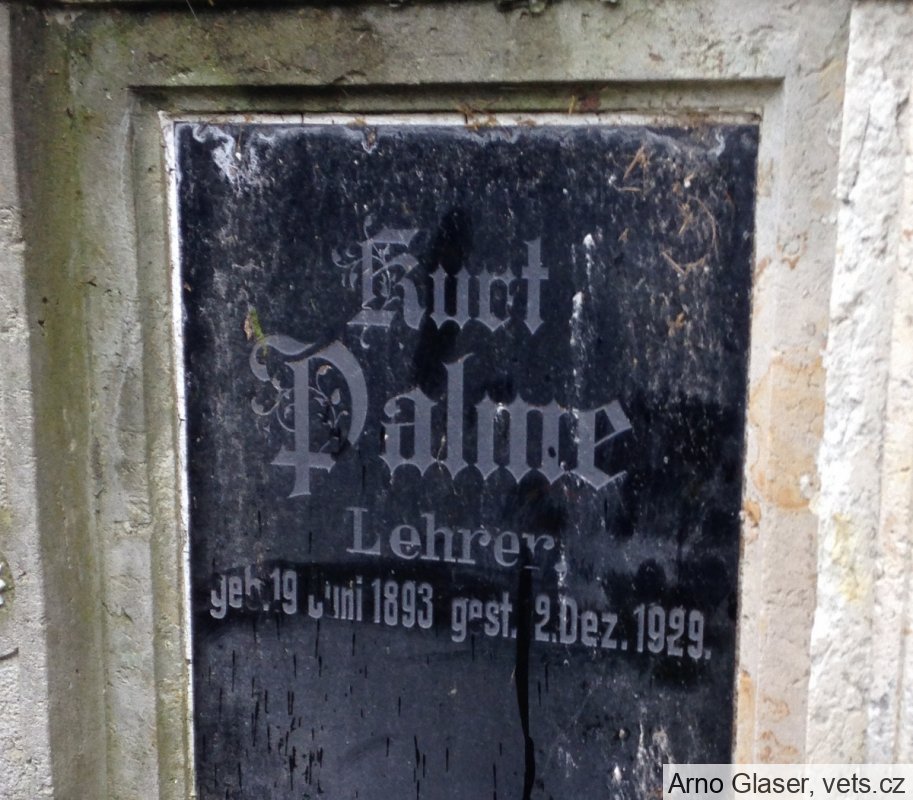 Kurt
Palme
Lehrer,
geb. 19 Juni 1893 gest. 2. Dez. 1929.
Arno Glaser, vets.cz